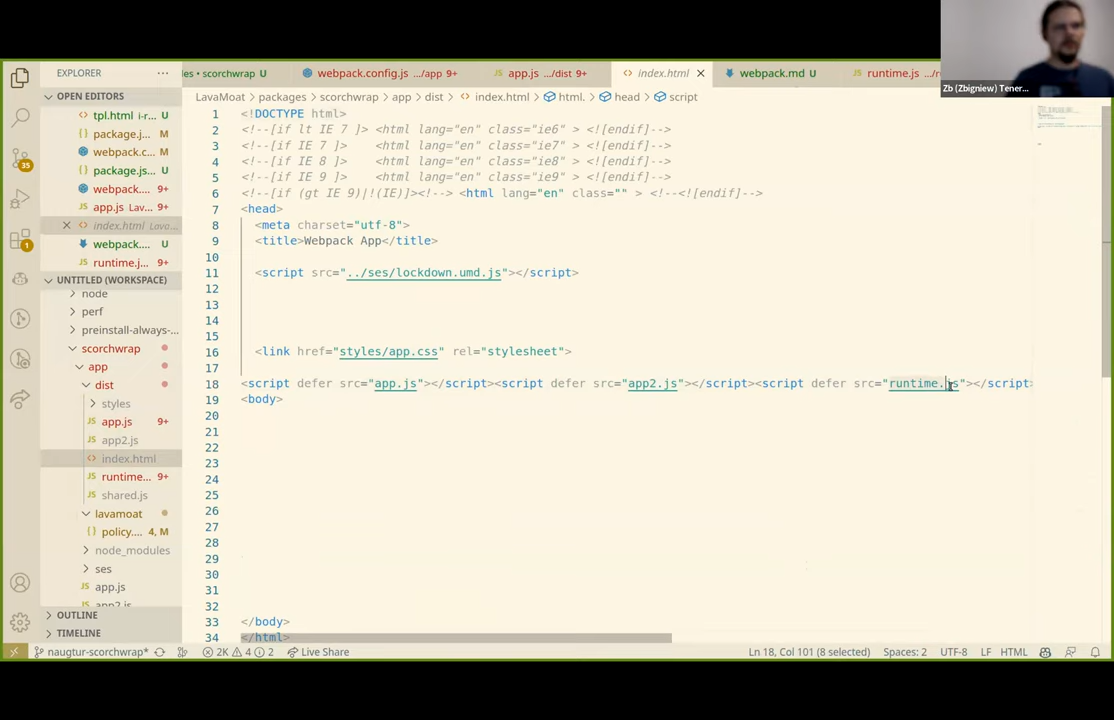 Zb (Zbigniew) Tener...
EXPLORER ···
les • scorchwrap U webpack.config.js .../app 9+ app.js .../dist 9+ index.html webpack.md U runtime.js
OPEN EDITORS
LavaMoat > packages > scorchwrap > app > dist > index.html > html. > head > script
tpl.html U
package.j... M
webpack.c... M
package.js... U
webpack.... 9+
app.js Lav... 9+
index.html Lava...
webpack.... U
runtime.j... 9+
UNTITLED (WORKSPACE)
node
perf
preinstall-always-...
scorchwrap
app
dist
styles
app.js 9+
app2.js
index.html
runtime... 9+
shared.js
lavamoat
policy.... 4, M
node_modules
ses
app.js
app2.js
OUTLINE
TIMELINE
35
1
1 <!DOCTYPE html>
2 <!--[if lt IE 7 ]> <html lang="en" class="ie6" > <![endif]-->
3 <!--[if IE 7 ]> <html lang="en" class="ie7" > <![endif]-->
4 <!--[if IE 8 ]> <html lang="en" class="ie8" > <![endif]-->
5 <!--[if IE 9 ]> <html lang="en" class="ie9" > <![endif]-->
6 <!--[if (gt IE 9)|!(IE)]><!--> <html lang="en" class="" > <!--<![endif]-->
7 <head>
8 <meta charset="utf-8">
9 <title>Webpack App</title>
10
11 <script src="../ses/lockdown.umd.js"></script>
12
13
14
15
16 <link href="styles/app.css" rel="stylesheet">
17
18 <script defer src="app.js"></script><script defer src="app2.js"></script><script defer src="runtime.js"></script>
19 <body>
20
21
22
23
24
25
26
27
28
29
30
31
32
33 </body>
34 </html>
naugtur-scorchwrap* 2K 4 2 Live Share Ln 18, Col 101 (8 selected) Spaces: 2 UTF-8 LF HTML